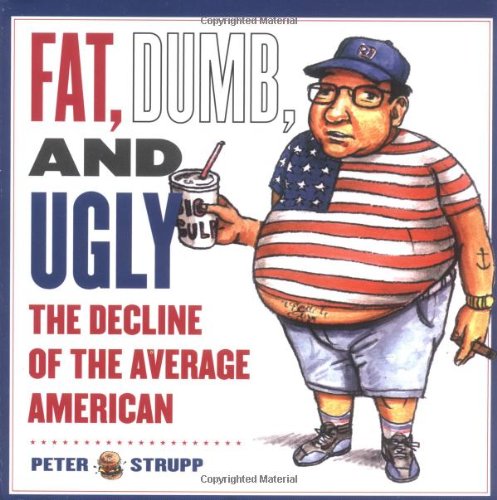 Copyrighted Material
FAT, DUMB,
AND
UGLY
THE DECLINE
OF THE AVERAGE
AMERICAN
PETER STRUPP
BIG
GULP
Copyrighted Material